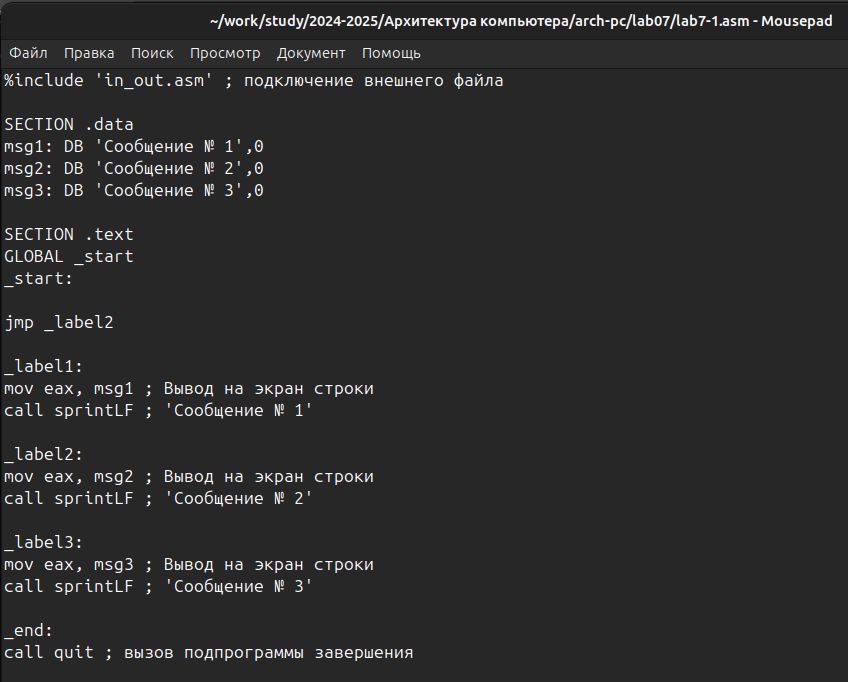 ~/work/study/2024-2025/Архитектура компьютера/arch-pc/lab07/lab7-1.asm - Mousepad
Файл Правка Поиск Просмотр Документ Помощь
%include 'in_out.asm' ; подключение внешнего файла
SECTION .data
msg1: DB 'Сообщение № 1',0
msg2: DB 'Сообщение № 2',0
msg3: DB 'Сообщение № 3',0
SECTION .text
GLOBAL _start
_start:
jmp _label2
_label1:
mov eax, msg1 ; Вывод на экран строки
call sprintLF ; 'Сообщение № 1'
_label2:
mov eax, msg2 ; Вывод на экран строки
call sprintLF ; 'Сообщение № 2'
_label3:
mov eax, msg3 ; Вывод на экран строки
call sprintLF ; 'Сообщение № 3'
_end:
call quit ; вызов подпрограммы завершения